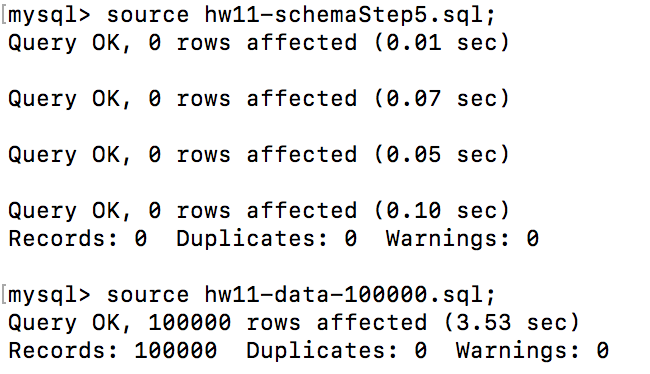 [mysql> source hw11-schemaStep5.sql;
Query OK, 0 rows affected (0.01 sec)
Query OK, 0 rows affected (0.07 sec)
Query OK, 0 rows affected (0.05 sec)
Query OK, 0 rows affected (0.10 sec)
Records: 0  Duplicates: 0  Warnings: 0
[mysql> source hw11-data-100000.sql;
Query OK, 100000 rows affected (3.53 sec)
Records: 100000  Duplicates: 0  Warnings: 0